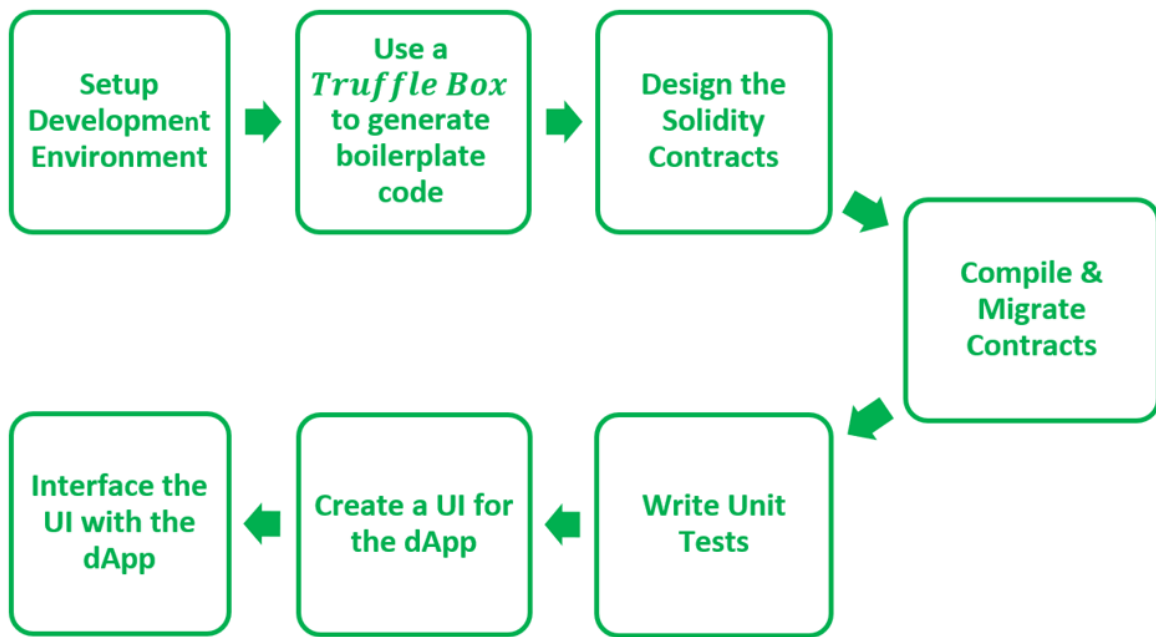 Setup
Development
Environment
Use a
Truffle Box
to generate
boilerplate
code
Design the
Solidity
Contracts
Compile &
Migrate
Contracts
Write Unit
Tests
Create a UI for
the dApp
Interface the
UI with the
dApp